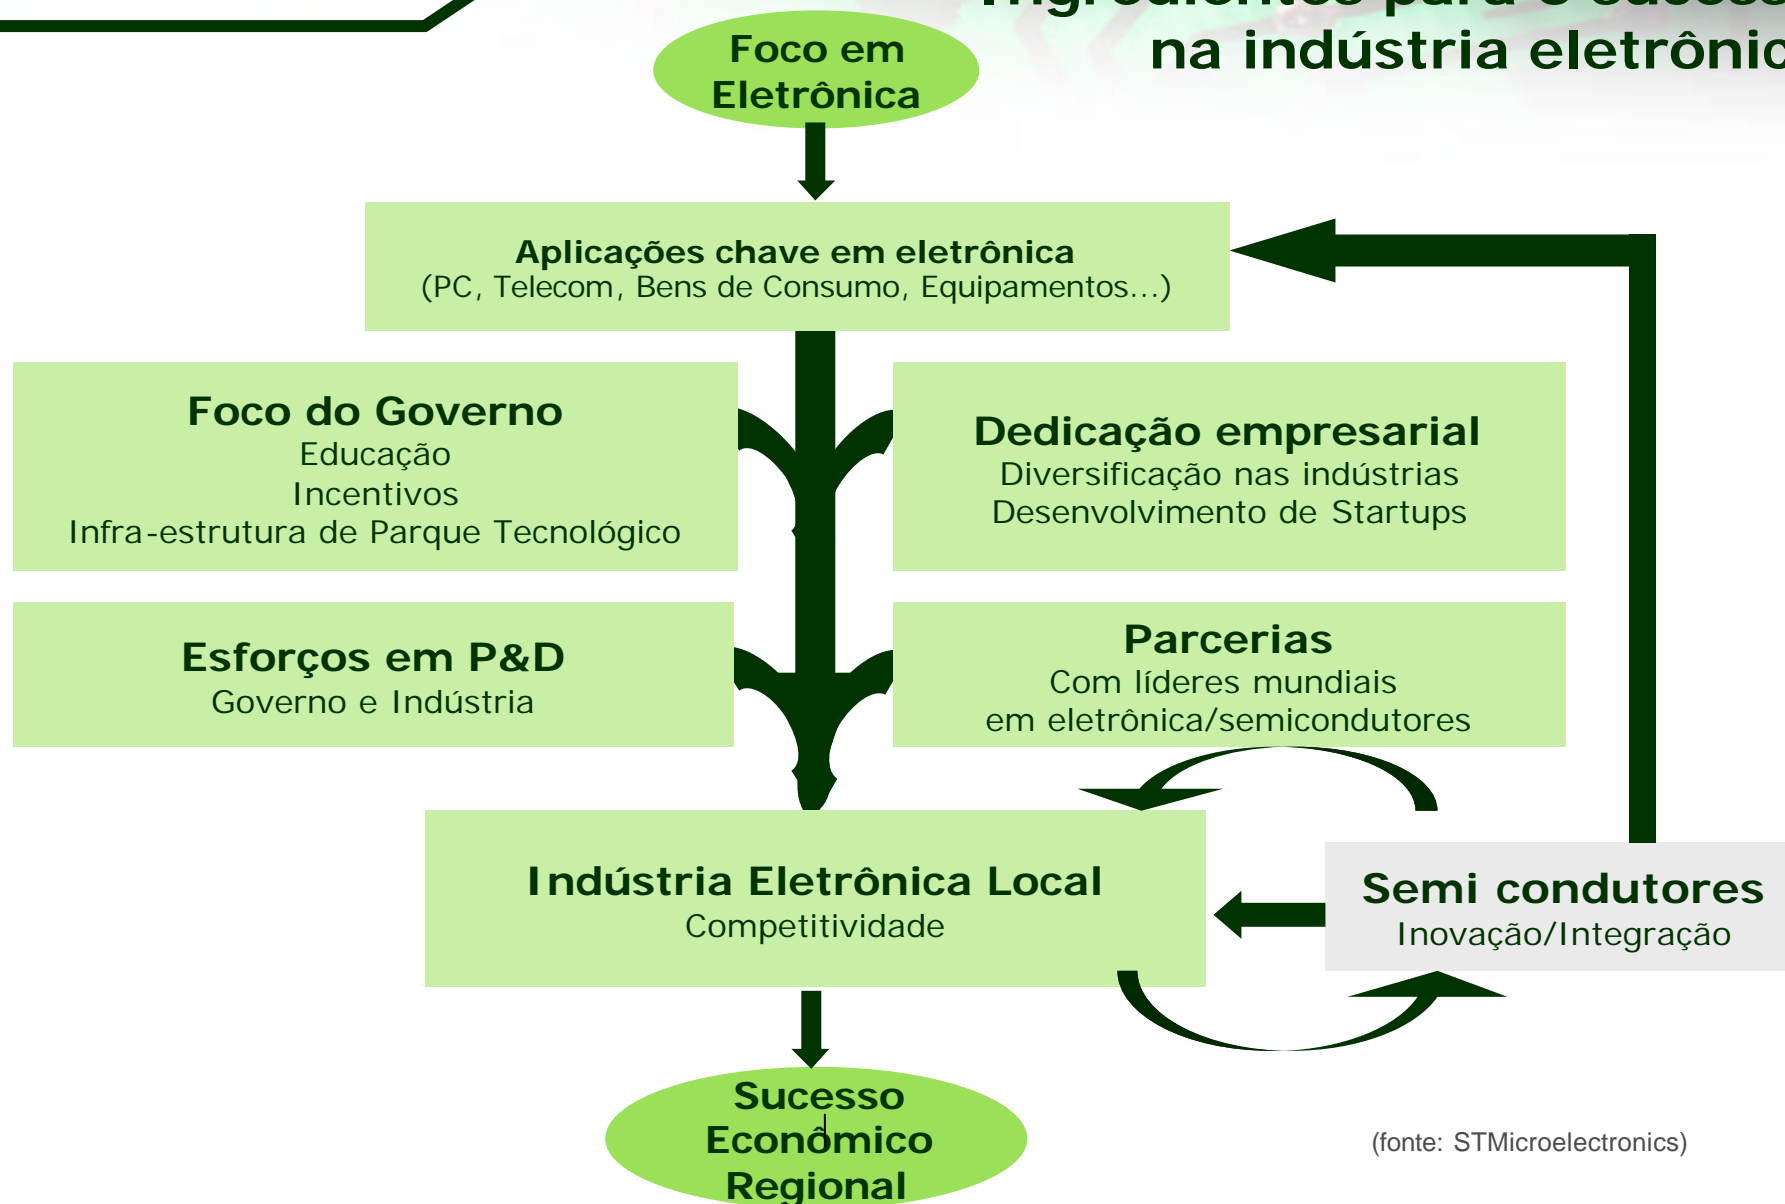 na indústria
Foco em
Eletrônica
Aplicações chave em eletrônica
(PC, Telecom, Bens de Consumo, Equipamentos...)
Foco do Governo
Educação
Incentivos
Infra-estrutura de Parque Tecnológico
Dedicação empresarial
Diversificação nas indústrias
Desenvolvimento de Startups
Esforços em P&D
Governo e Indústria
Parcerias
Com líderes mundiais
em eletrônica/semicondutores
Indústria Eletrônica Local
Competitividade
Semi condutores
Inovação/Integração
Sucesso
Econômico
Regional
(fonte: STMicroelectronics)